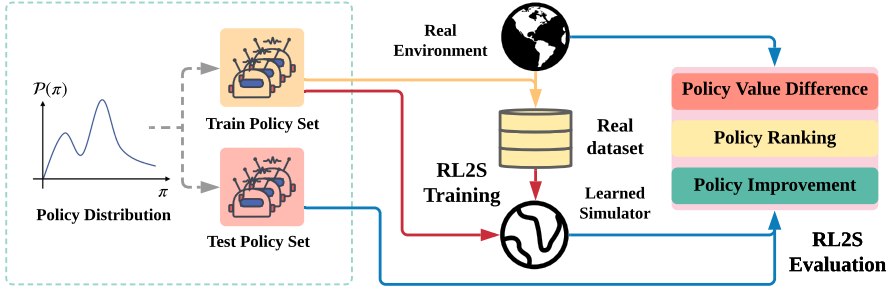 P(π)
π
Policy Distribution
Train Policy Set
Test Policy Set
Real
Environment
Real
dataset
RL2S
Training
Learned
Simulator
Policy Value Difference
Policy Ranking
Policy Improvement
RL2S
Evaluation